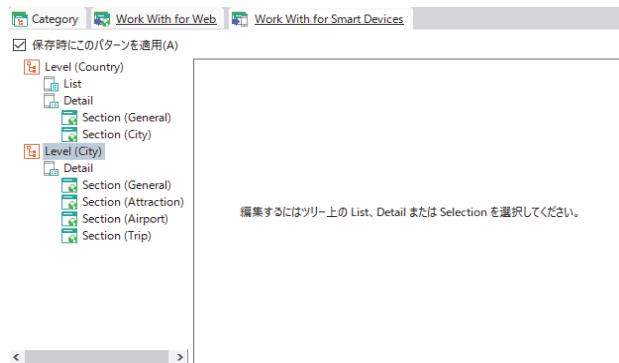 Category Work With for Web Work With for Smart Devices
保存時にこのパターンを適用(A)
Level (Country)
List
Detail
Section (General)
Section (City)
Level (City)
Detail
Section (General)
Section (Attraction)
Section (Airport)
Section (Trip)
編集するにはツリー上の List、Detail または Selection を選択してください。